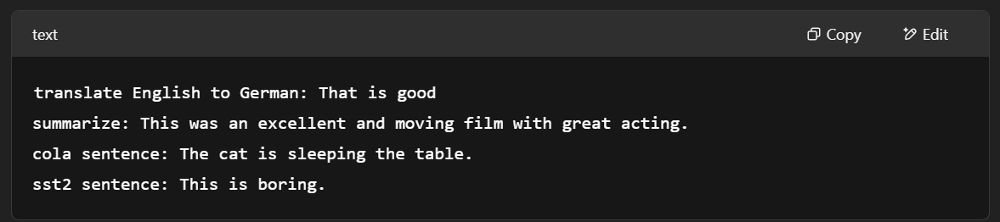 text Copy Edit
translate English to German: That is good
summarize: This was an excellent and moving film with great acting.
cola sentence: The cat is sleeping the table.
sst2 sentence: This is boring.